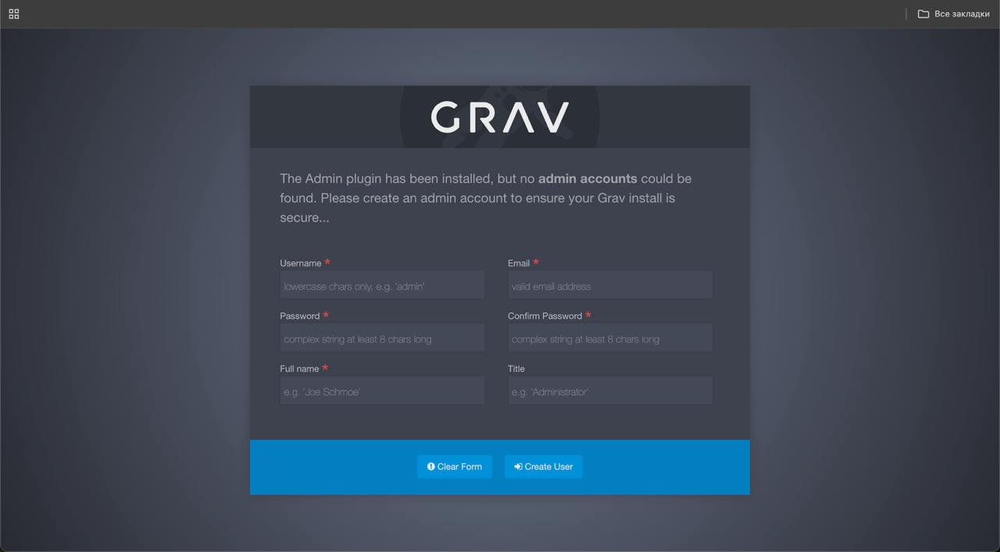 Все закладки
GRAV
The Admin plugin has been installed, but no admin accounts could be
found. Please create an admin account to ensure your Grav install is
secure...
Username * Email *
lowercase chars only, e.g. 'admin' valid email address
Password * Confirm Password *
complex string at least 8 chars long complex string at least 8 chars long
Full name * Title
e.g. 'Joe Schmoe' e.g. 'Administrator'
Clear Form Create User